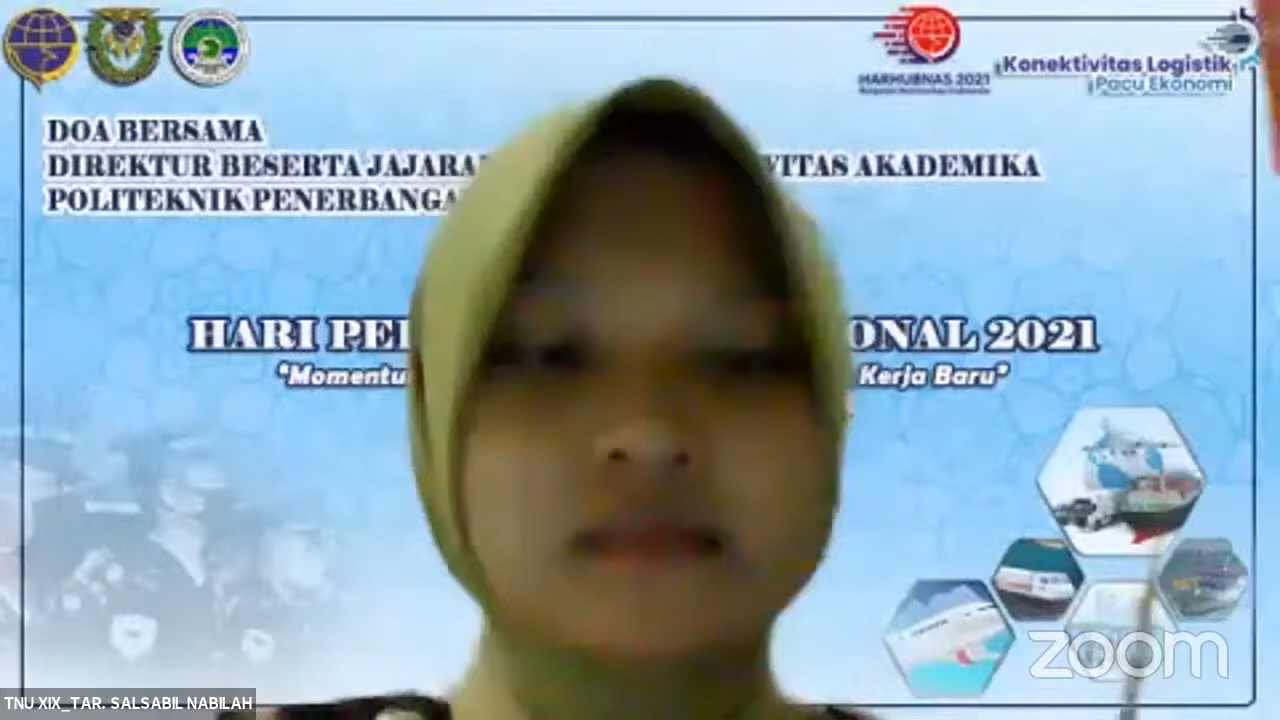 HARHUBNAS 2021
Konektivitas Logistik
Pacu Ekonomi
DOA BERSAMA
DIREKTUR BESERTA JAJARAN VITAS AKADEMIKA
POLITEKNIK PENERBANGA
HARI PE ONAL 2021
"Momentu Kerja Baru"
zoom
TNU XIX_TAR. SALSABIL NABILAH